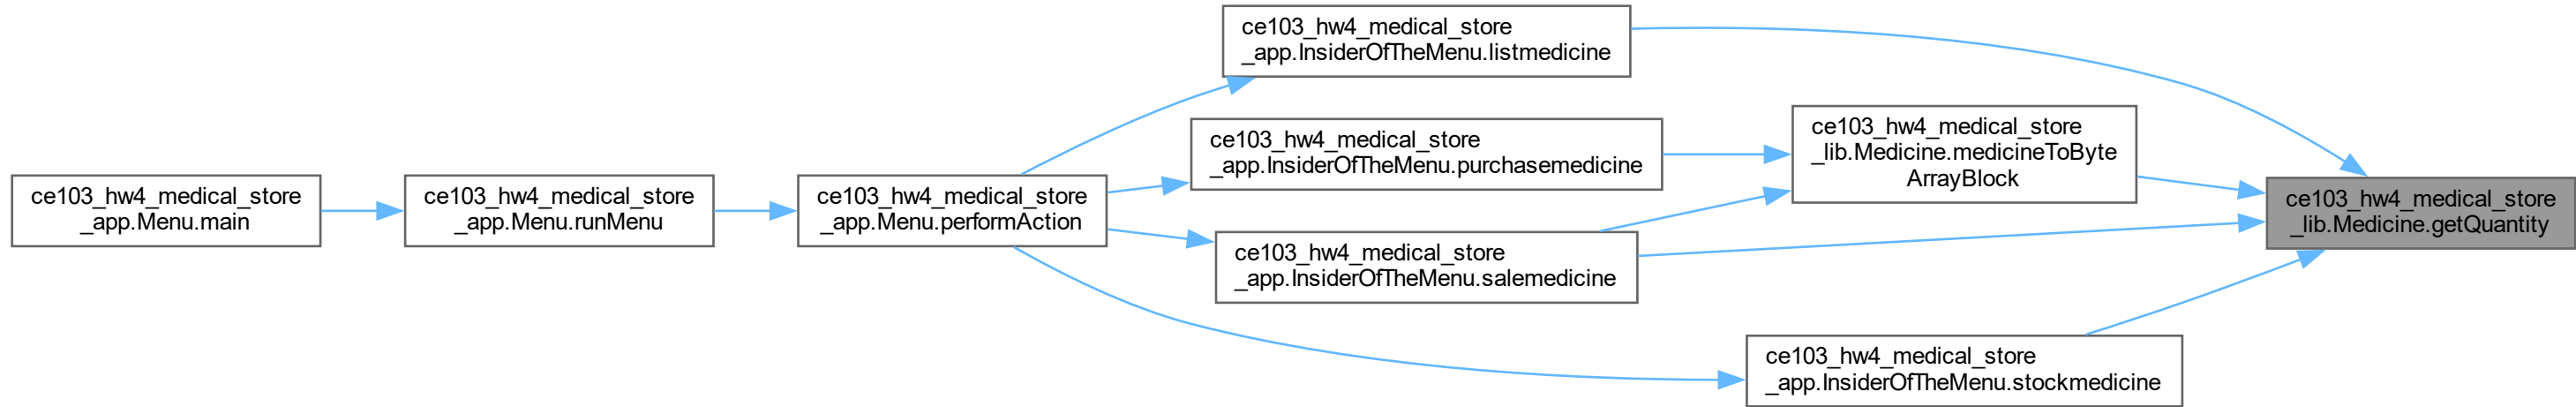 ce103_hw4_medical_store
_app.Menu.main
ce103_hw4_medical_store
_app.Menu.runMenu
ce103_hw4_medical_store
_app.Menu.performAction
ce103_hw4_medical_store
_app.InsiderOfTheMenu.listmedicine
ce103_hw4_medical_store
_app.InsiderOfTheMenu.purchasemedicine
ce103_hw4_medical_store
_app.InsiderOfTheMenu.salemedicine
ce103_hw4_medical_store
_lib.Medicine.medicineToByte
ArrayBlock
ce103_hw4_medical_store
_app.InsiderOfTheMenu.stockmedicine
ce103_hw4_medical_store
_lib.Medicine.getQuantity